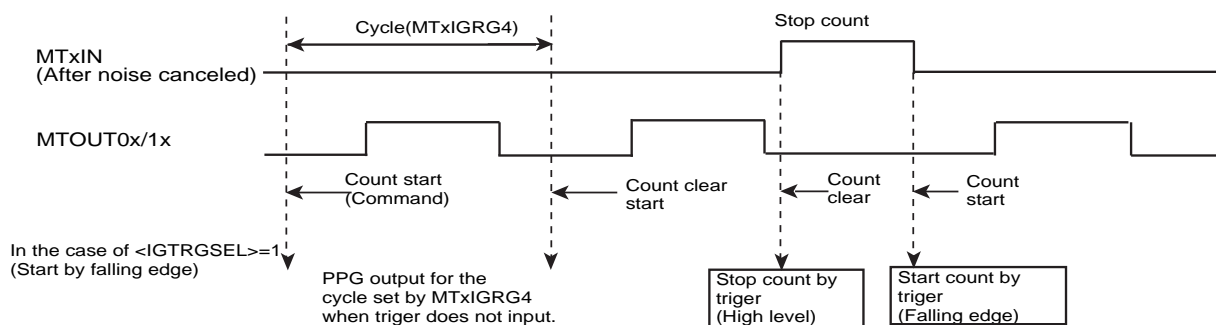 Cycle(MTxIGRG4)
Stop count
MTxIN
(After noise canceled)
MTOUT0x/1x
Count start
(Command)
Count clear
start
Count
clear
Count
start
In the case of <IGTRGSEL>=1
(Start by falling edge)
PPG output for the
cycle set by MTxIGRG4
when triger does not input.
Stop count by
triger
(High level)
Start count by
triger
(Falling edge)